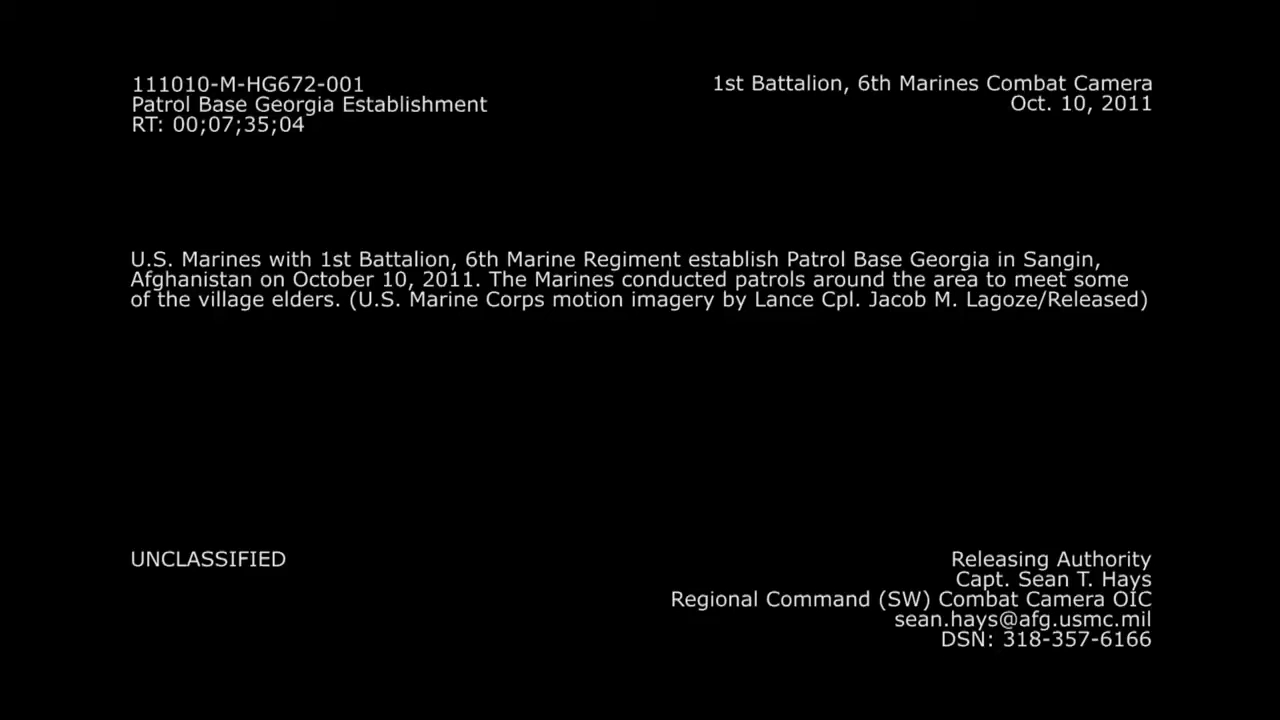 111010-M-HG672-001
Patrol Base Georgia Establishment
RT: 00;07;35;04
1st Battalion, 6th Marines Combat Camera
Oct. 10, 2011
U.S. Marines with 1st Battalion, 6th Marine Regiment establish Patrol Base Georgia in Sangin,
Afghanistan on October 10, 2011. The Marines conducted patrols around the area to meet some
of the village elders. (U.S. Marine Corps motion imagery by Lance Cpl. Jacob M. Lagoze/Released)
UNCLASSIFIED
Releasing Authority
Capt. Sean T. Hays
Regional Command (SW) Combat Camera OIC
sean.hays@afg.usmc.mil
DSN: 318-357-6166